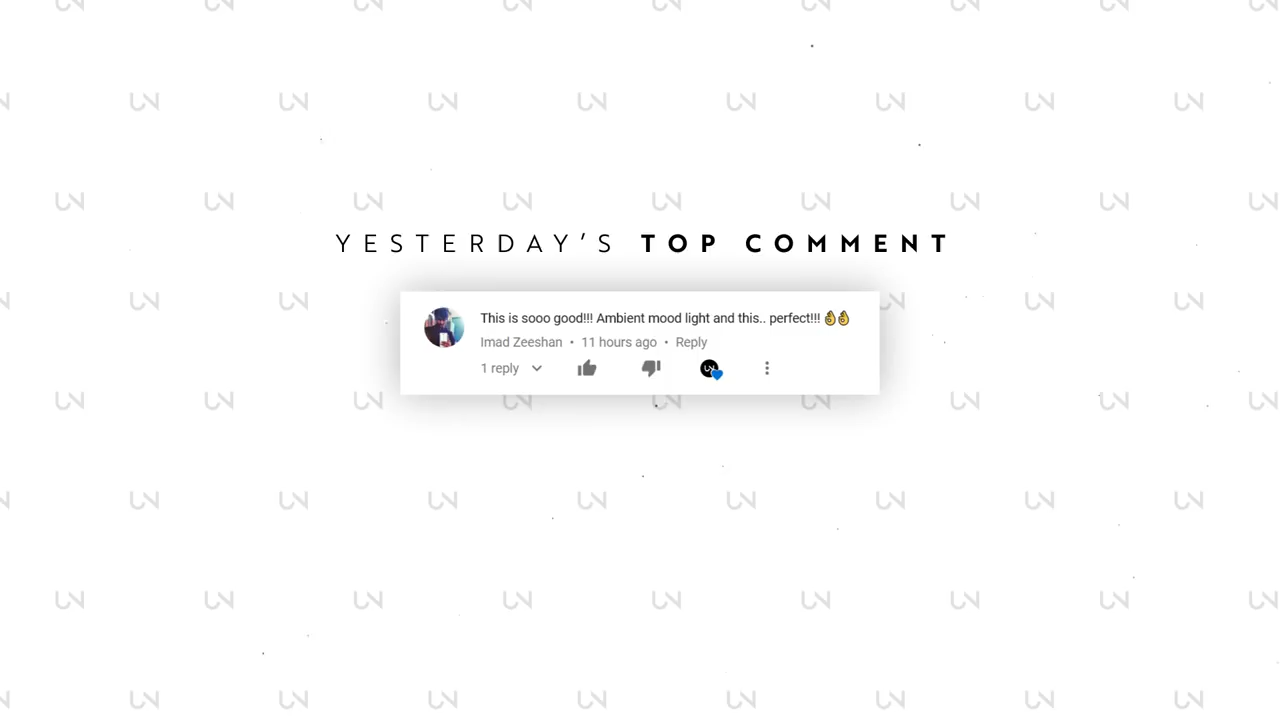 YESTERDAY'S TOP COMMENT
This is sooo good!!! Ambient mood light and this.. perfect!!! 👌👌
Imad Zeeshan • 11 hours ago • Reply
1 reply